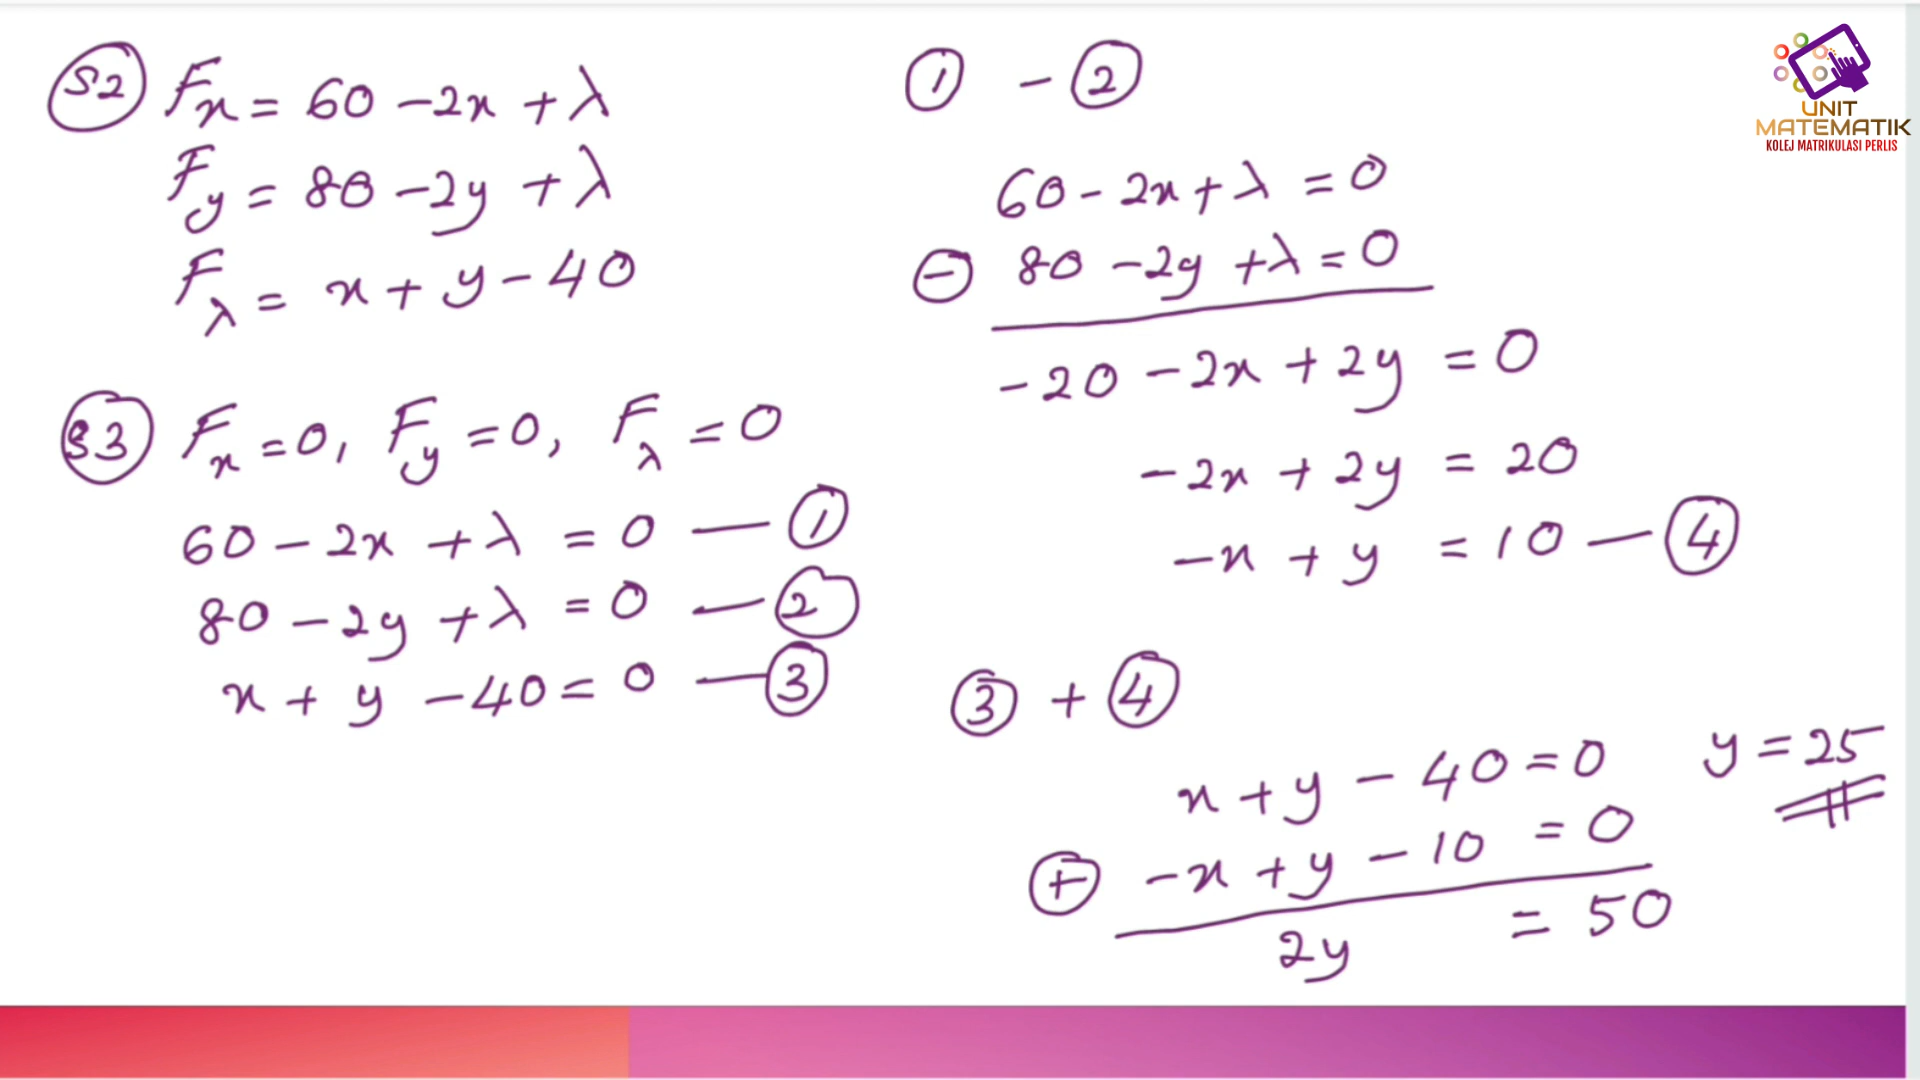 S2 Fx = 60 - 2x + λ
Fy = 80 - 2y + λ
Fλ = x + y - 40
S3 Fx = 0, Fy = 0, Fλ = 0
60 - 2x + λ = 0 — ①
80 - 2y + λ = 0 — ②
x + y - 40 = 0 — ③
① - ②
60 - 2x + λ = 0
⊖ 80 - 2y + λ = 0
-20 - 2x + 2y = 0
-2x + 2y = 20
-x + y = 10 — ④
③ + ④
x + y - 40 = 0
⊕ -x + y - 10 = 0
2y = 50
y = 25
UNIT
MATEMATIK
KOLEJ MATRIKULASI PERLIS